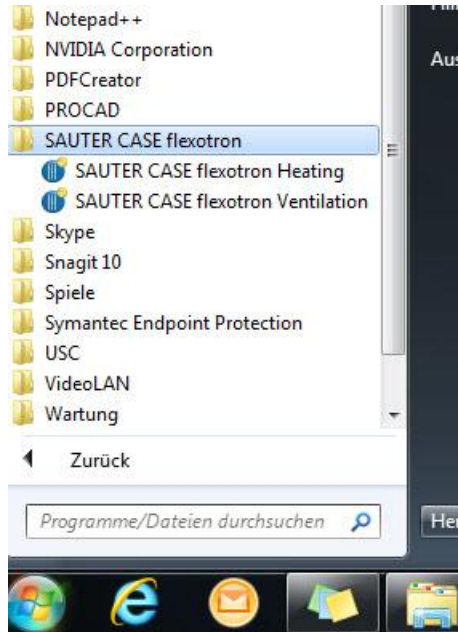 Notepad++
NVIDIA Corporation
PDFCreator
PROCAD
SAUTER CASE flexotron
SAUTER CASE flexotron Heating
SAUTER CASE flexotron Ventilation
Skype
Snagit 10
Spiele
Symantec Endpoint Protection
USC
VideoLAN
Wartung
Zurück
Programme/Dateien durchsuchen
Aus
Her